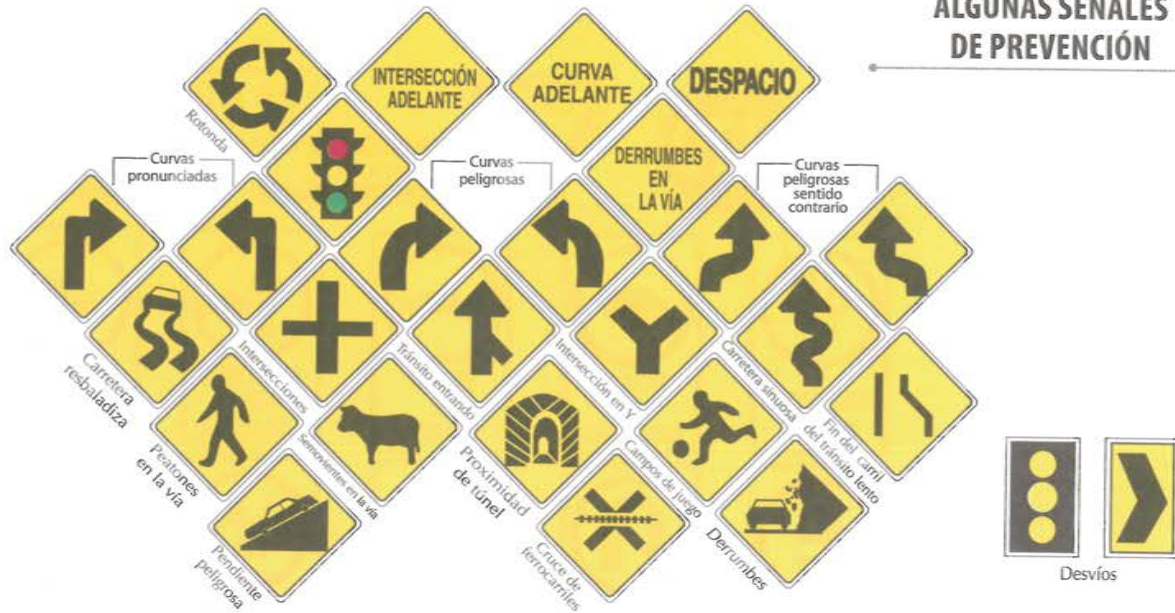 ALGUNAS SEÑALES
DE PREVENCIÓN
INTERSECCIÓN
ADELANTE
CURVA
ADELANTE
DESPACIO
Rotonda
DERRUMBES
EN
LA VÍA
Curvas
pronunciadas
Curvas
peligrosas
Curvas
peligrosas
sentido
contrario
Carretera
resbaladiza
Intersecciones
Tránsito entrando
Intersección en Y
Carretera sinuosa
Fin del carril
del tránsito lento
Peatones
en la vía
Semovientes en la vía
Proximidad
de túnel
Campos de juego
Derrumbes
Pendiente
peligrosa
Cruce de
ferrocarriles
Desvíos